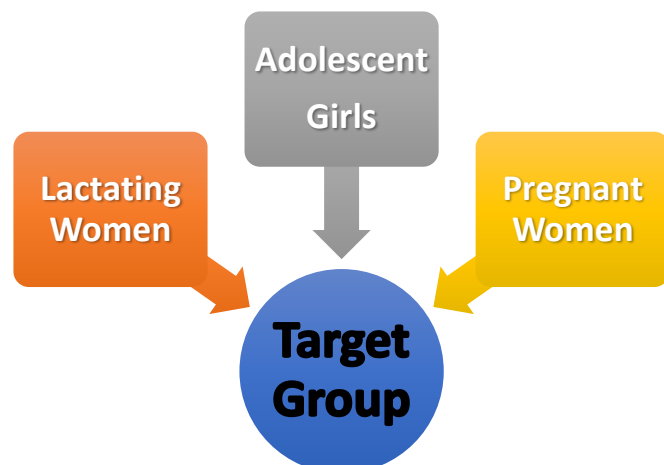 Adolescent
Girls
Lactating
Women
Pregnant
Women
Target
Group